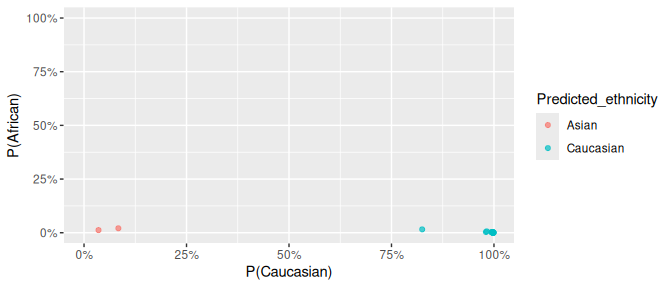 100%
75%
50%
25%
0%
P(African)
0%
25%
50%
75%
100%
P(Caucasian)
Predicted_ethnicity
Asian
Caucasian